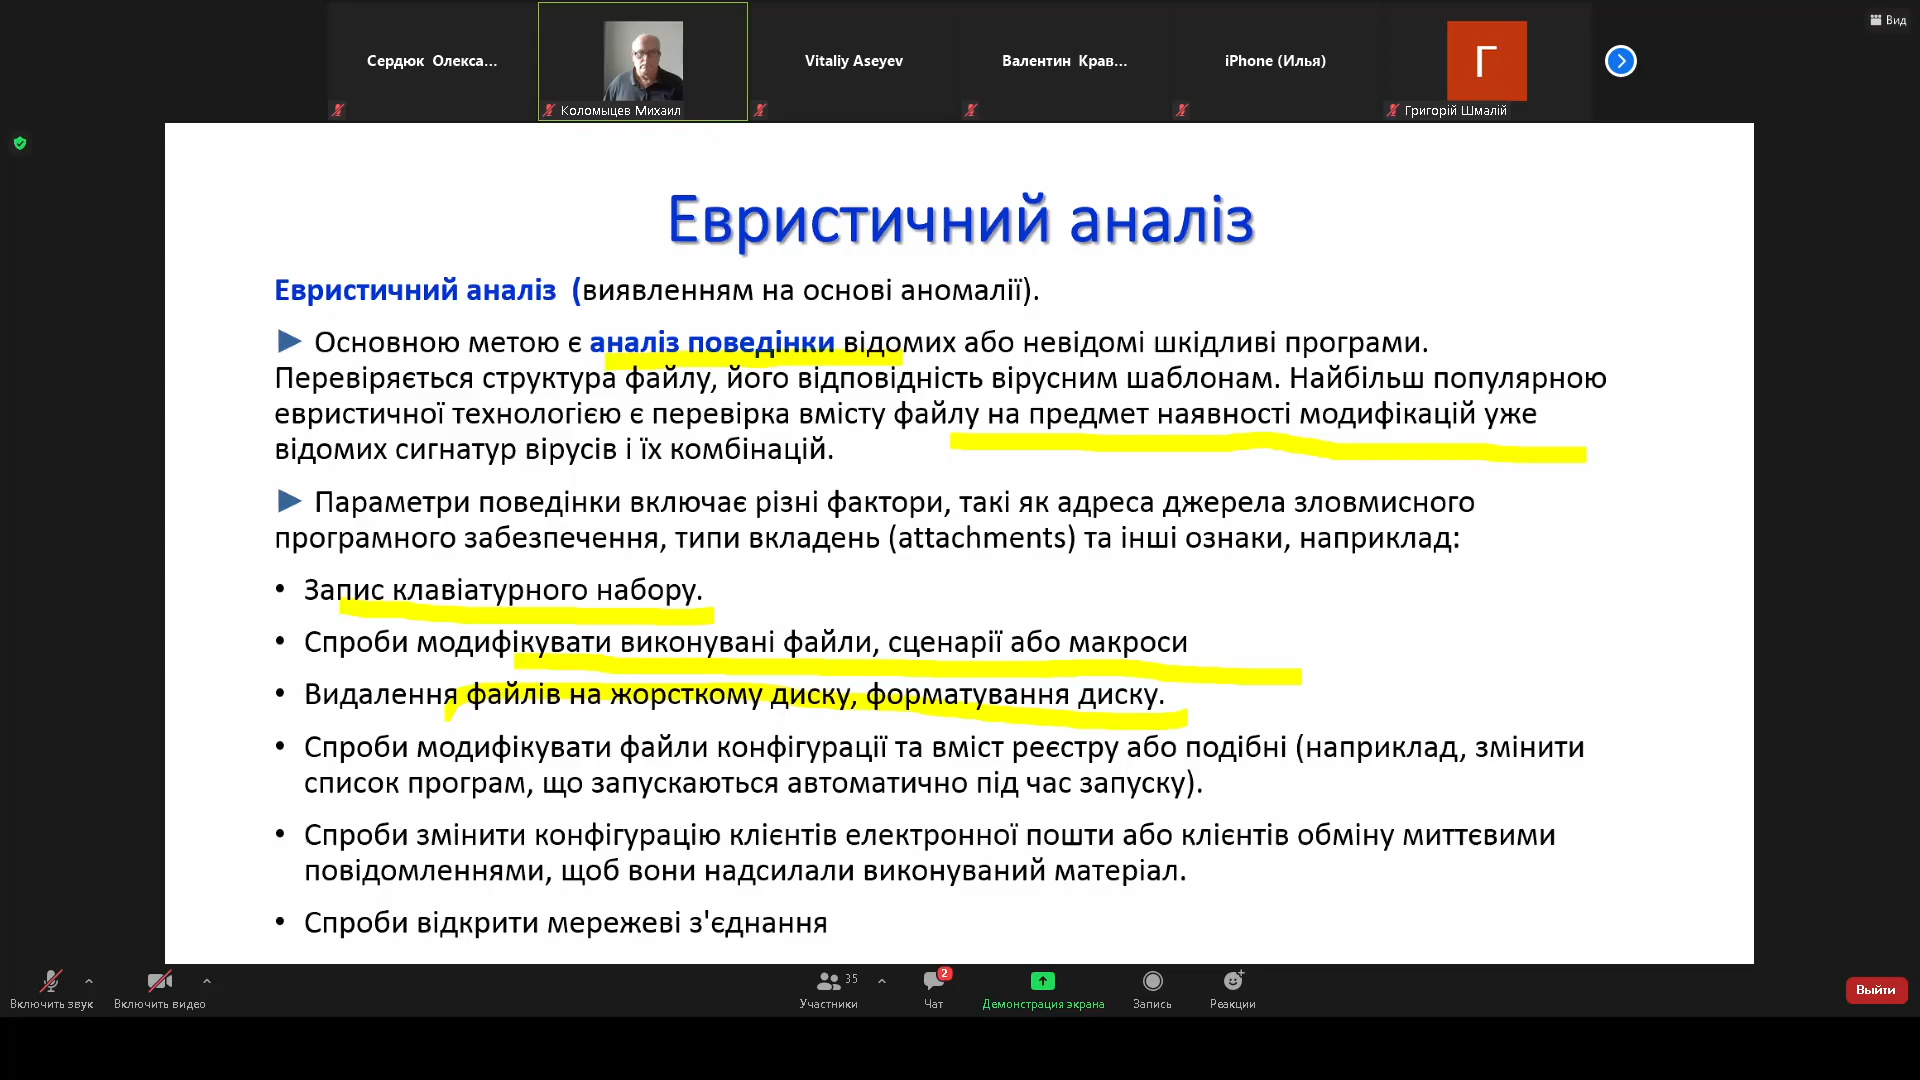 Вид
Сердюк Олекса...
Коломыцев Михаил
Vitaliy Aseyev
Валентин Крав...
iPhone (Илья)
Г
Григорій Шмалій
Евристичний аналіз
Евристичний аналіз (виявленням на основі аномалії).
► Основною метою є аналіз поведінки відомих або невідомі шкідливі програми.
Перевіряється структура файлу, його відповідність вірусним шаблонам. Найбільш популярною
евристичної технологією є перевірка вмісту файлу на предмет наявності модифікацій уже
відомих сигнатур вірусів і їх комбінацій.
► Параметри поведінки включає різні фактори, такі як адреса джерела зловмисного
програмного забезпечення, типи вкладень (attachments) та інші ознаки, наприклад:
• Запис клавіатурного набору.
• Спроби модифікувати виконувані файли, сценарії або макроси
• Видалення файлів на жорсткому диску, форматування диску.
• Спроби модифікувати файли конфігурації та вміст реєстру або подібні (наприклад, змінити
список програм, що запускаються автоматично під час запуску).
• Спроби змінити конфігурацію клієнтів електронної пошти або клієнтів обміну миттєвими
повідомленнями, щоб вони надсилали виконуваний матеріал.
• Спроби відкрити мережеві з'єднання
Включить звук
Включить видео
35
Участники
2
Чат
Демонстрация экрана
Запись
Реакции
Выйти